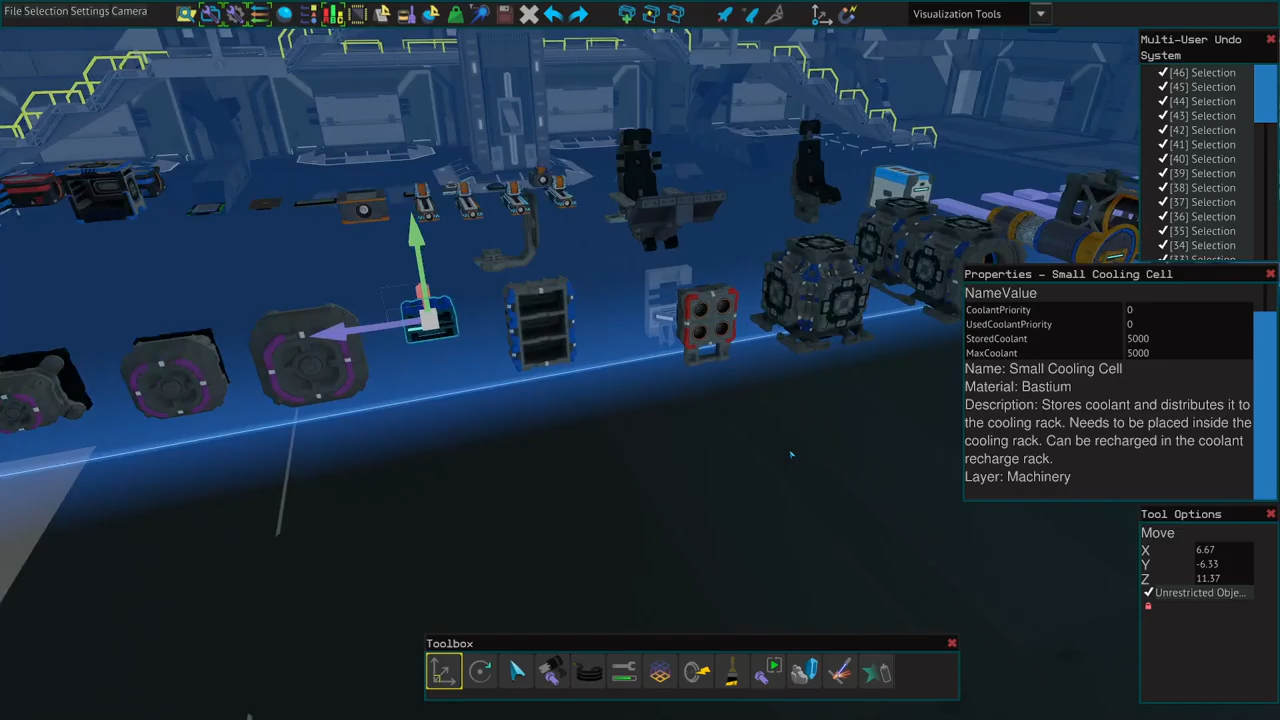 File Selection Settings Camera
Visualization Tools
Multi-User Undo
System
[46] Selection
[45] Selection
[44] Selection
[43] Selection
[42] Selection
[41] Selection
[40] Selection
[39] Selection
[38] Selection
[37] Selection
[36] Selection
[35] Selection
[34] Selection
[33] Selection
Properties - Small Cooling Cell
NameValue
CoolantPriority 0
UsedCoolantPriority 0
StoredCoolant 5000
MaxCoolant 5000
Name: Small Cooling Cell
Material: Bastium
Description: Stores coolant and distributes it to
the cooling rack. Needs to be placed inside the
cooling rack. Can be recharged in the coolant
recharge rack.
Layer: Machinery
Tool Options
Move
X 6.67
Y -6.33
Z 11.37
Unrestricted Obje...
Toolbox